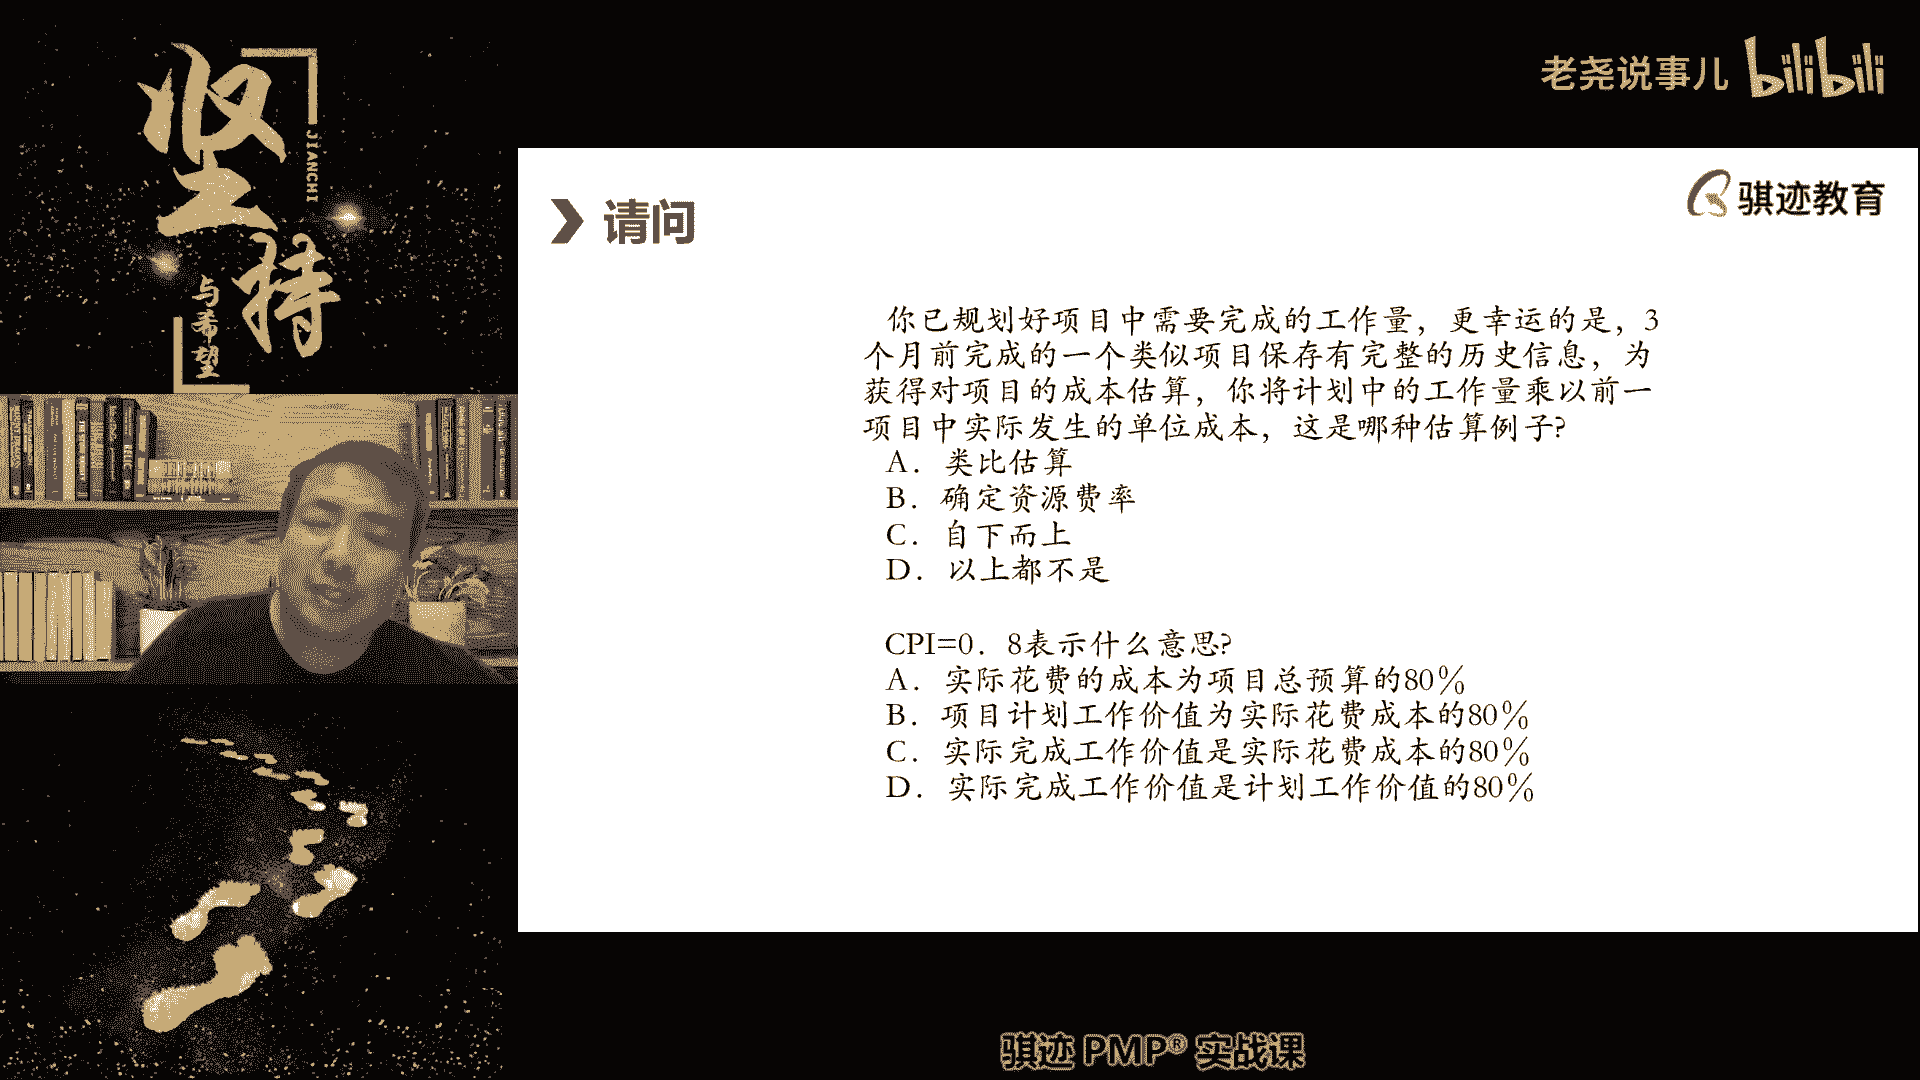 坚持
JIANCHI
与希望
老尧说事儿 bilibili
骐迹教育
请问
你已规划好项目中需要完成的工作量，更幸运的是，3
个月前完成的一个类似项目保存有完整的历史信息，为
获得对项目的成本估算，你将计划中的工作量乘以前一
项目中实际发生的单位成本，这是哪种估算例子?
A．类比估算
B．确定资源费率
C．自下而上
D．以上都不是
CPI=0．8表示什么意思?
A．实际花费的成本为项目总预算的80％
B．项目计划工作价值为实际花费成本的80％
C．实际完成工作价值是实际花费成本的80％
D．实际完成工作价值是计划工作价值的80％
骐迹 PMP® 实战课